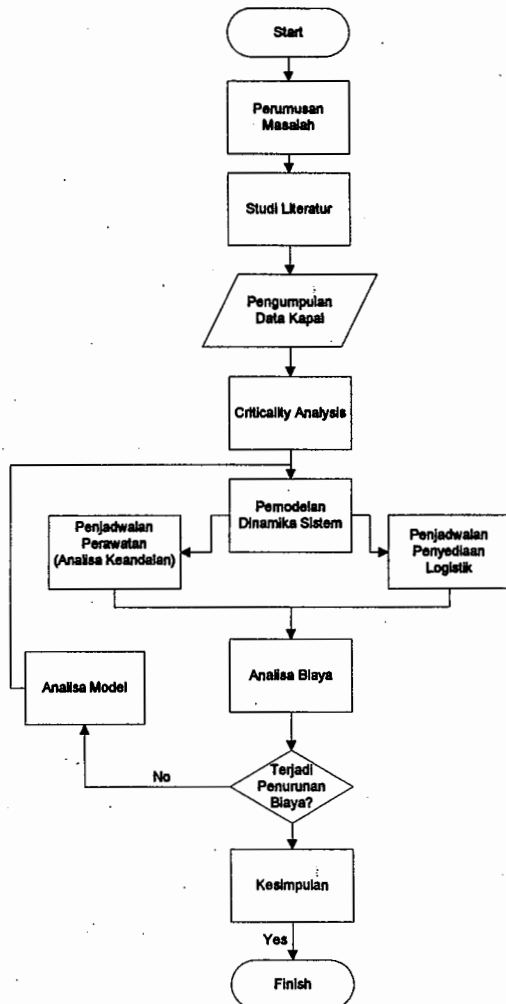 Start
Perumusan
Masalah
Studi Literatur
Pengumpulan
Data Kapal
Criticality Analysis
Pemodelan
Dinamika Sistem
Penjadwalan
Perawatan
(Analisa Keandalan)
Penjadwalan
Penyediaan
Logistik
Analisa Biaya
Analisa Model
Terjadi
Penurunan
Biaya?
No
Kesimpulan
Yes
Finish